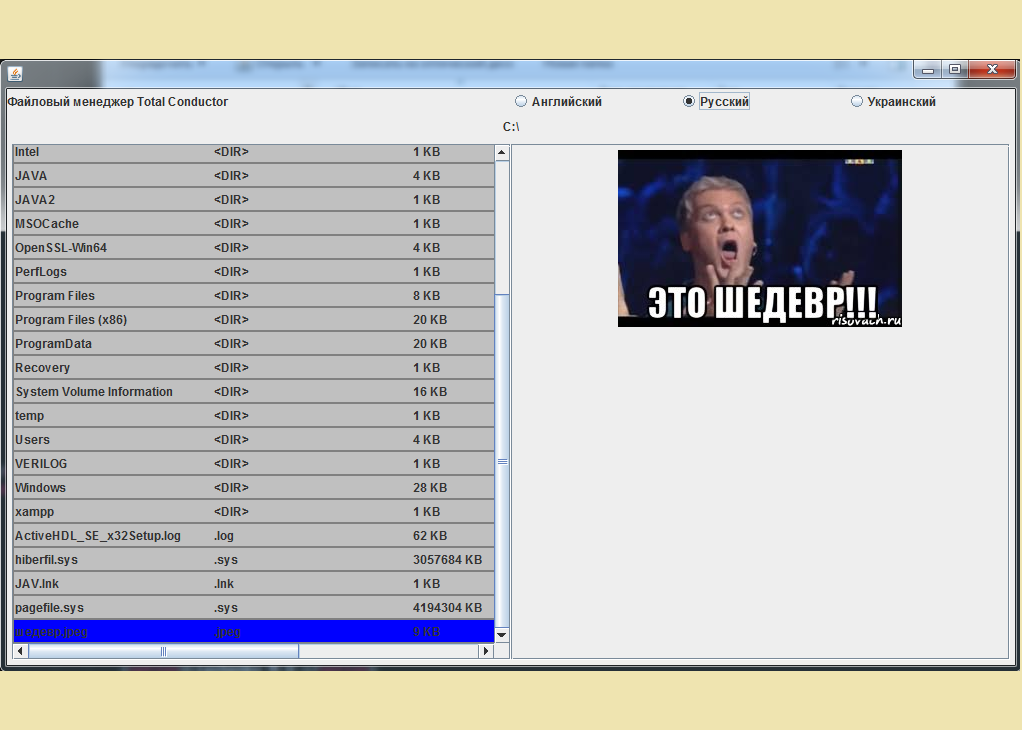 Файловый менеджер Total Conductor Английский Русский Украинский
C:\
Intel <DIR> 1 KB
JAVA <DIR> 4 KB
JAVA2 <DIR> 1 KB
MSOCache <DIR> 1 KB
OpenSSL-Win64 <DIR> 4 KB
PerfLogs <DIR> 1 KB
Program Files <DIR> 8 KB
Program Files (x86) <DIR> 20 KB
ProgramData <DIR> 20 KB
Recovery <DIR> 1 KB
System Volume Information <DIR> 16 KB
temp <DIR> 1 KB
Users <DIR> 4 KB
VERILOG <DIR> 1 KB
Windows <DIR> 28 KB
xampp <DIR> 1 KB
ActiveHDL_SE_x32Setup.log .log 62 KB
hiberfil.sys .sys 3057684 KB
JAV.lnk .lnk 1 KB
pagefile.sys .sys 4194304 KB
шедевр.jpeg .jpeg 9 KB
ЭТО ШЕДЕВР!!!
risovach.ru